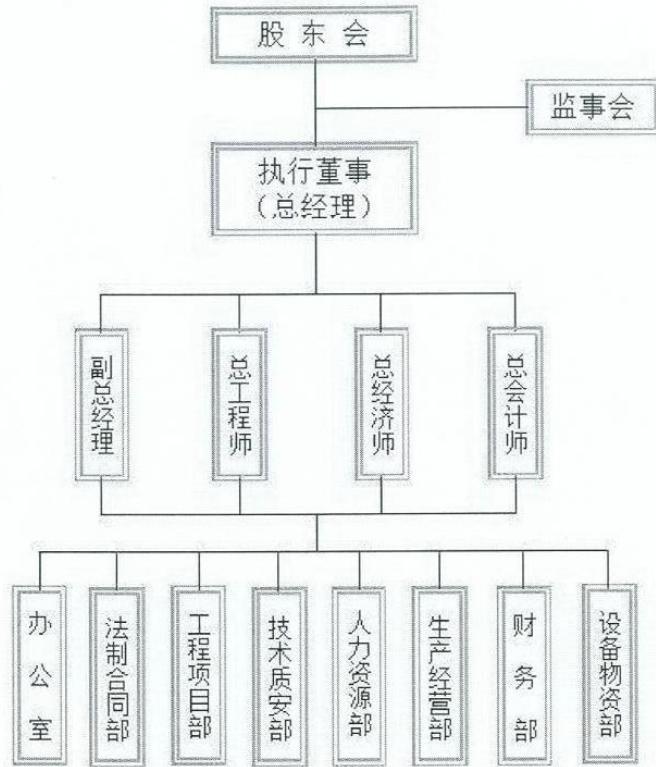 股东会
监事会
执行董事
（总经理）
副总经理
总工程师
总经济师
总会计师
办公室
法制合同部
工程项目部
技术质安部
人力资源部
生产经营部
财务部
设备物资部